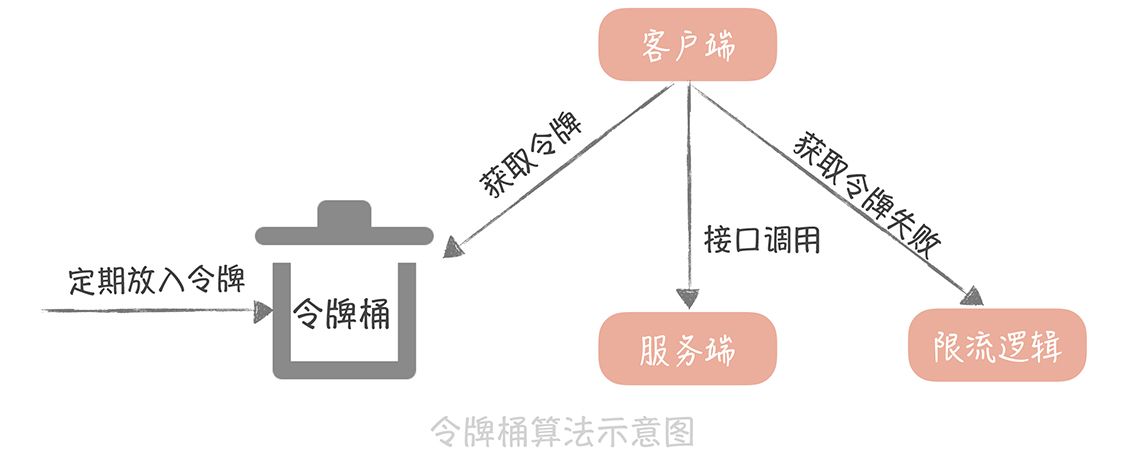 客户端
获取令牌
获取令牌失败
接口调用
定期放入令牌
令牌桶
服务端
限流逻辑
令牌桶算法示意图